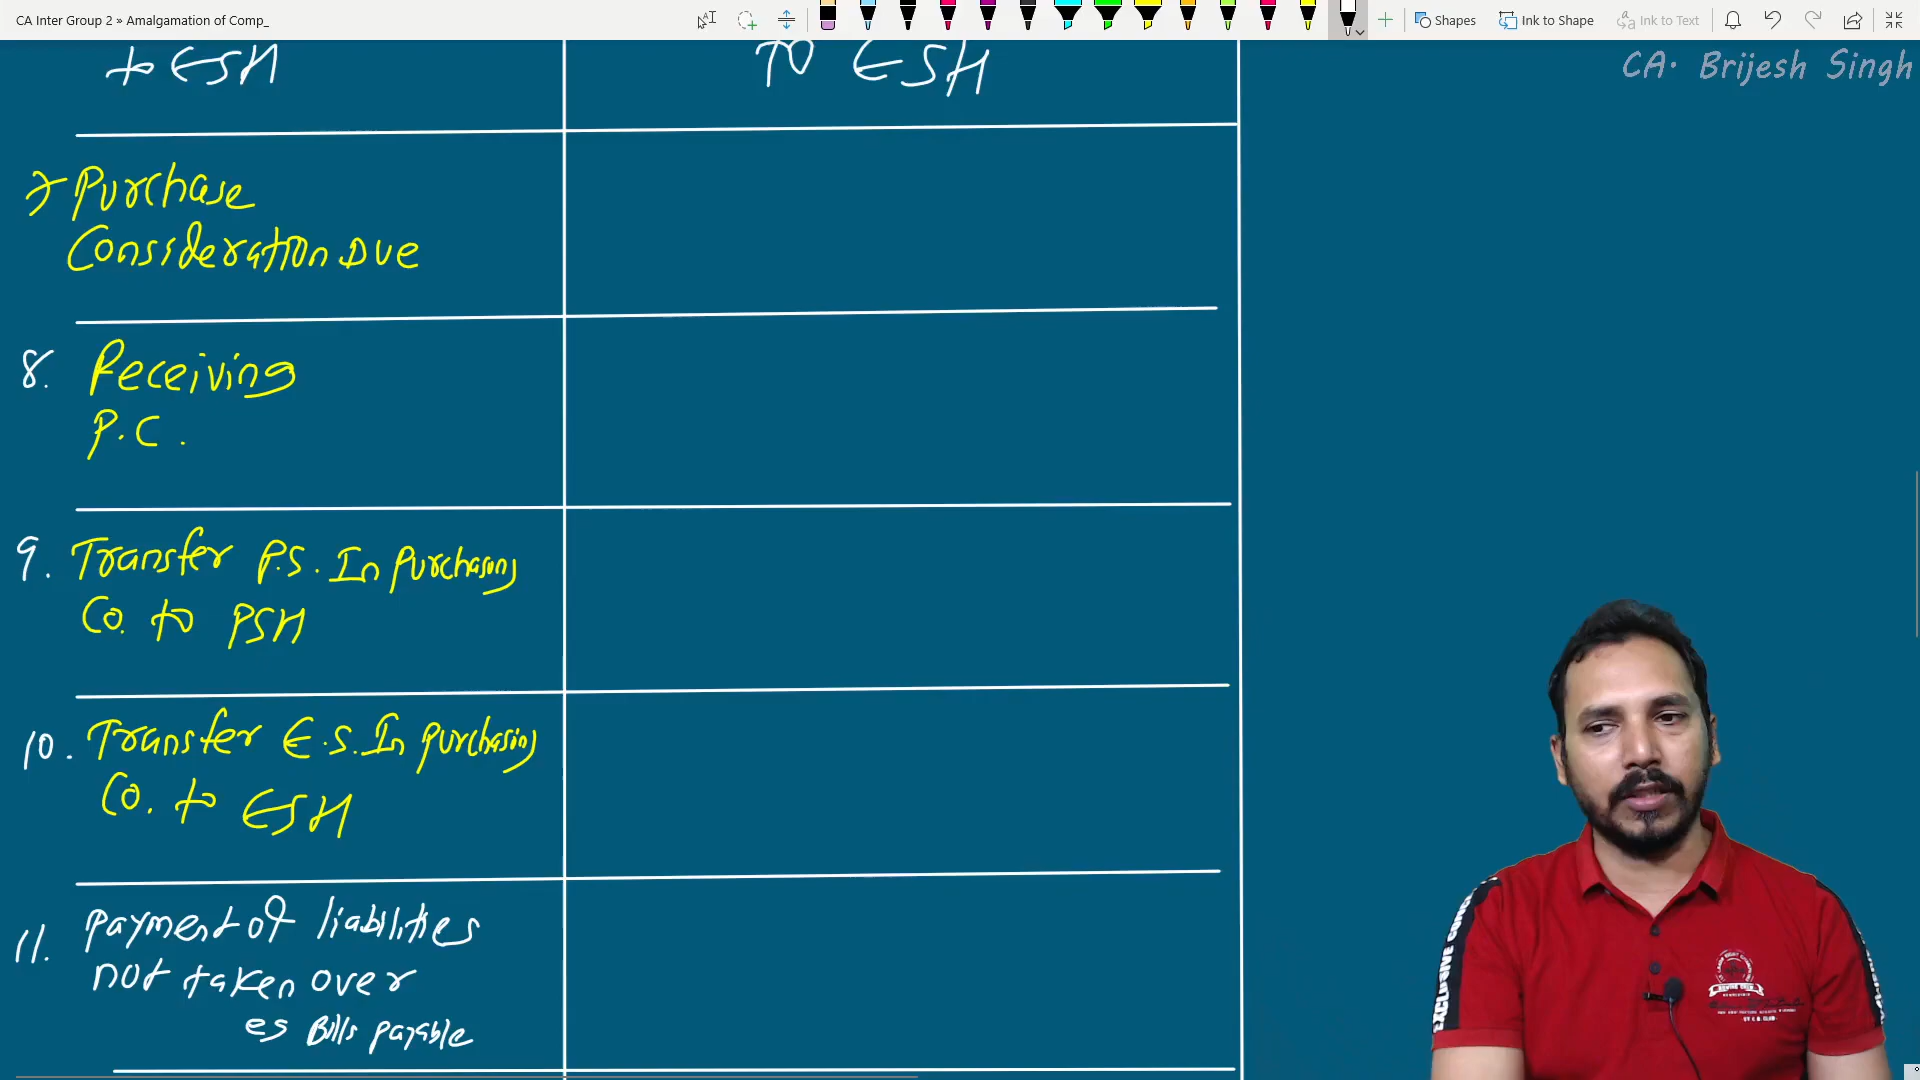 CA Inter Group 2 » Amalgamation of Comp_
Shapes
Ink to Shape
Ink to Text
CA. Brijesh Singh
to ESH
TO ESH
7 Purchase
Consideration Due
8. Receiving
P.C.
9. Transfer P.S. In Purchasing
Co. to PSH
10. Transfer E.S. In Purchasing
Co. to ESH
11. Payment of liabilities
not taken over
es Bills payable